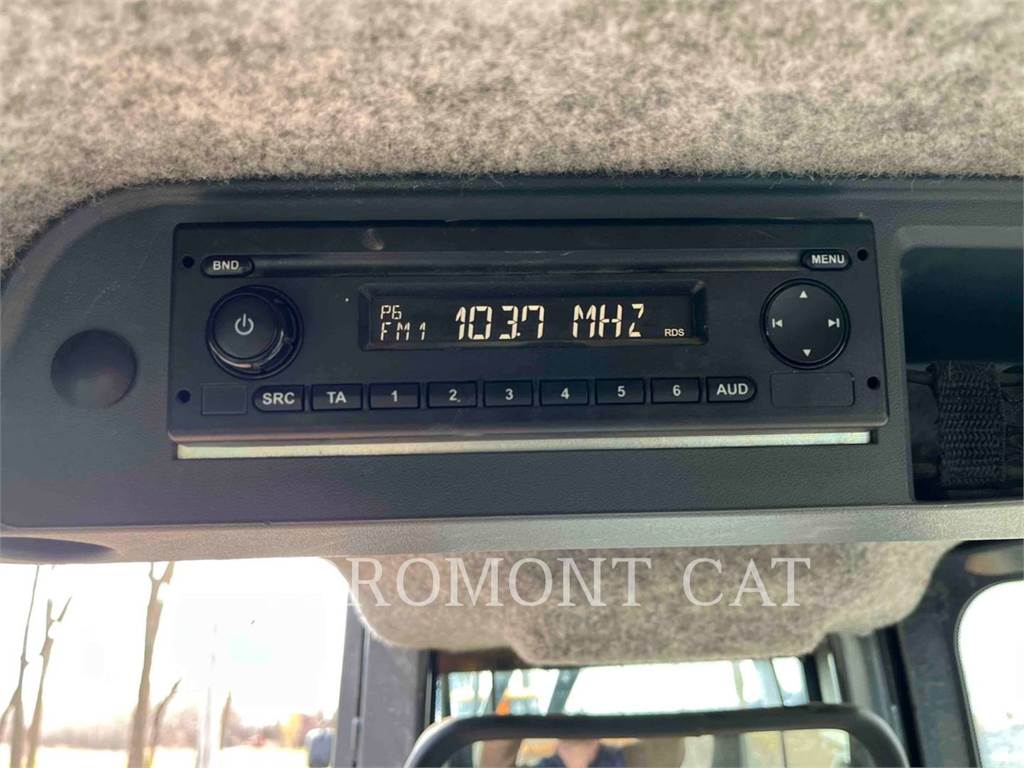 BND
MENU
P6
FM1 103.7 MHZ RDS
SRC TA 1 2 3 4 5 6 AUD
ROMONT CAT